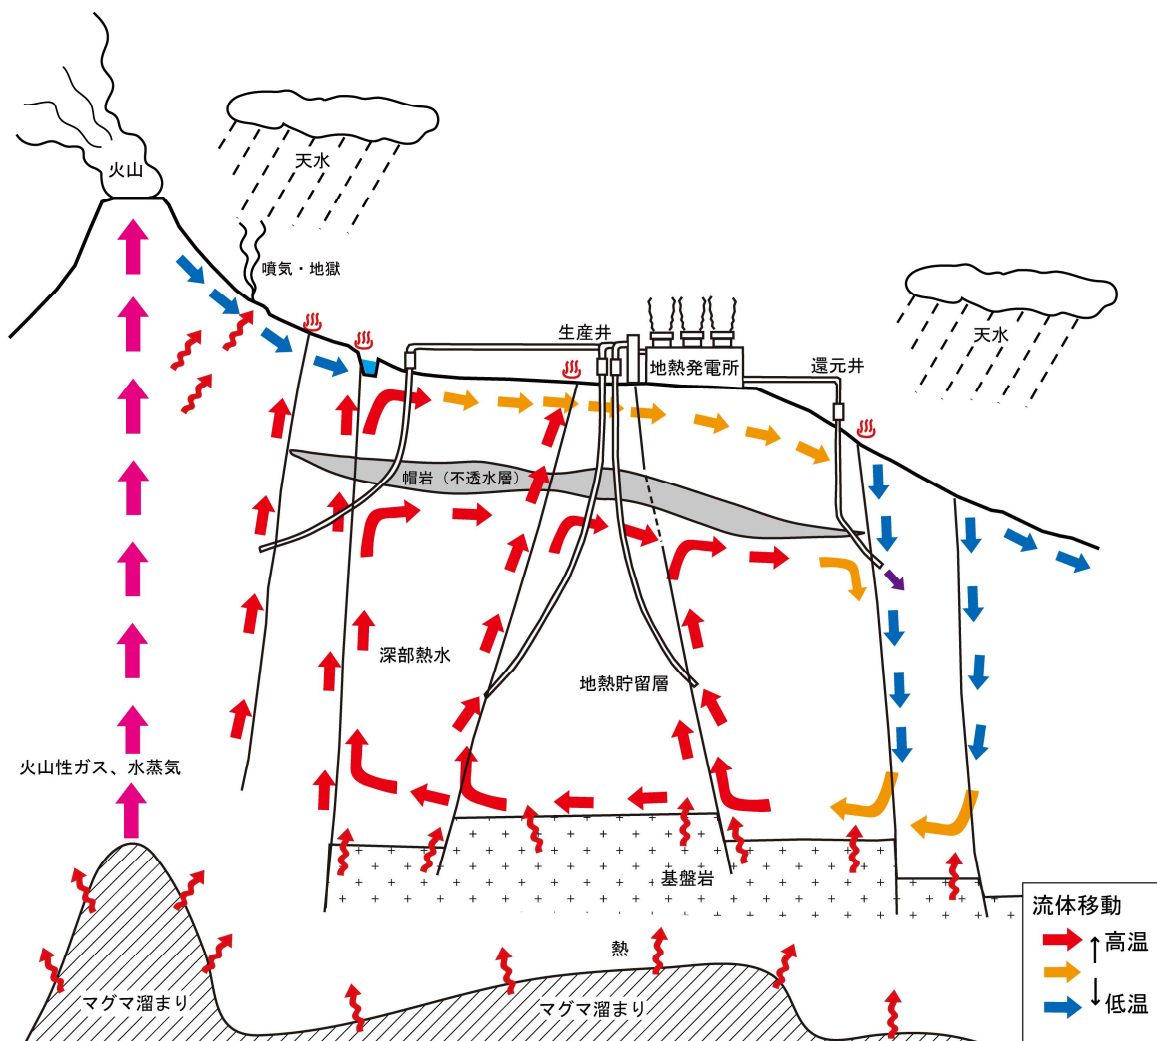 火山
天水
噴気・地獄
天水
生産井
地熱発電所
還元井
帽岩（不透水層）
深部熱水
地熱貯留層
火山性ガス、水蒸気
基盤岩
熱
マグマ溜まり
マグマ溜まり
流体移動
高温
低温